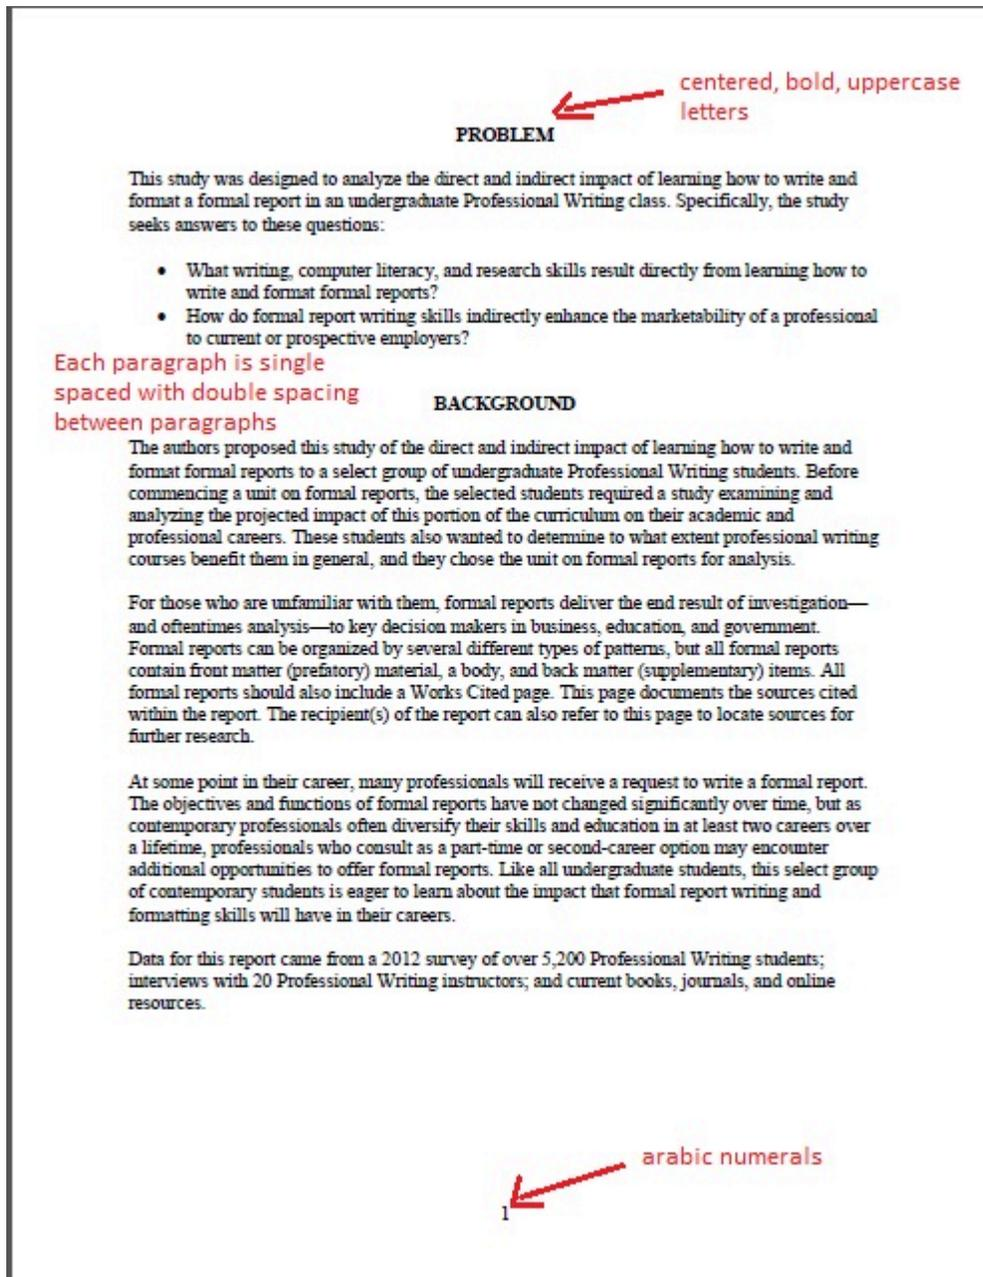 centered, bold, uppercase
letters
PROBLEM
This study was designed to analyze the direct and indirect impact of learning how to write and
format a formal report in an undergraduate Professional Writing class. Specifically, the study
seeks answers to these questions:
• What writing, computer literacy, and research skills result directly from learning how to
write and format formal reports?
• How do formal report writing skills indirectly enhance the marketability of a professional
to current or prospective employers?
Each paragraph is single
spaced with double spacing
between paragraphs
BACKGROUND
The authors proposed this study of the direct and indirect impact of learning how to write and
format formal reports to a select group of undergraduate Professional Writing students. Before
commencing a unit on formal reports, the selected students required a study examining and
analyzing the projected impact of this portion of the curriculum on their academic and
professional careers. These students also wanted to determine to what extent professional writing
courses benefit them in general, and they chose the unit on formal reports for analysis.
For those who are unfamiliar with them, formal reports deliver the end result of investigation—
and oftentimes analysis—to key decision makers in business, education, and government.
Formal reports can be organized by several different types of patterns, but all formal reports
contain front matter (prefatory) material, a body, and back matter (supplementary) items. All
formal reports should also include a Works Cited page. This page documents the sources cited
within the report. The recipient(s) of the report can also refer to this page to locate sources for
further research.
At some point in their career, many professionals will receive a request to write a formal report.
The objectives and functions of formal reports have not changed significantly over time, but as
contemporary professionals often diversify their skills and education in at least two careers over
a lifetime, professionals who consult as a part-time or second-career option may encounter
additional opportunities to offer formal reports. Like all undergraduate students, this select group
of contemporary students is eager to learn about the impact that formal report writing and
formatting skills will have in their careers.
Data for this report came from a 2012 survey of over 5,200 Professional Writing students;
interviews with 20 Professional Writing instructors; and current books, journals, and online
resources.
arabic numerals
1